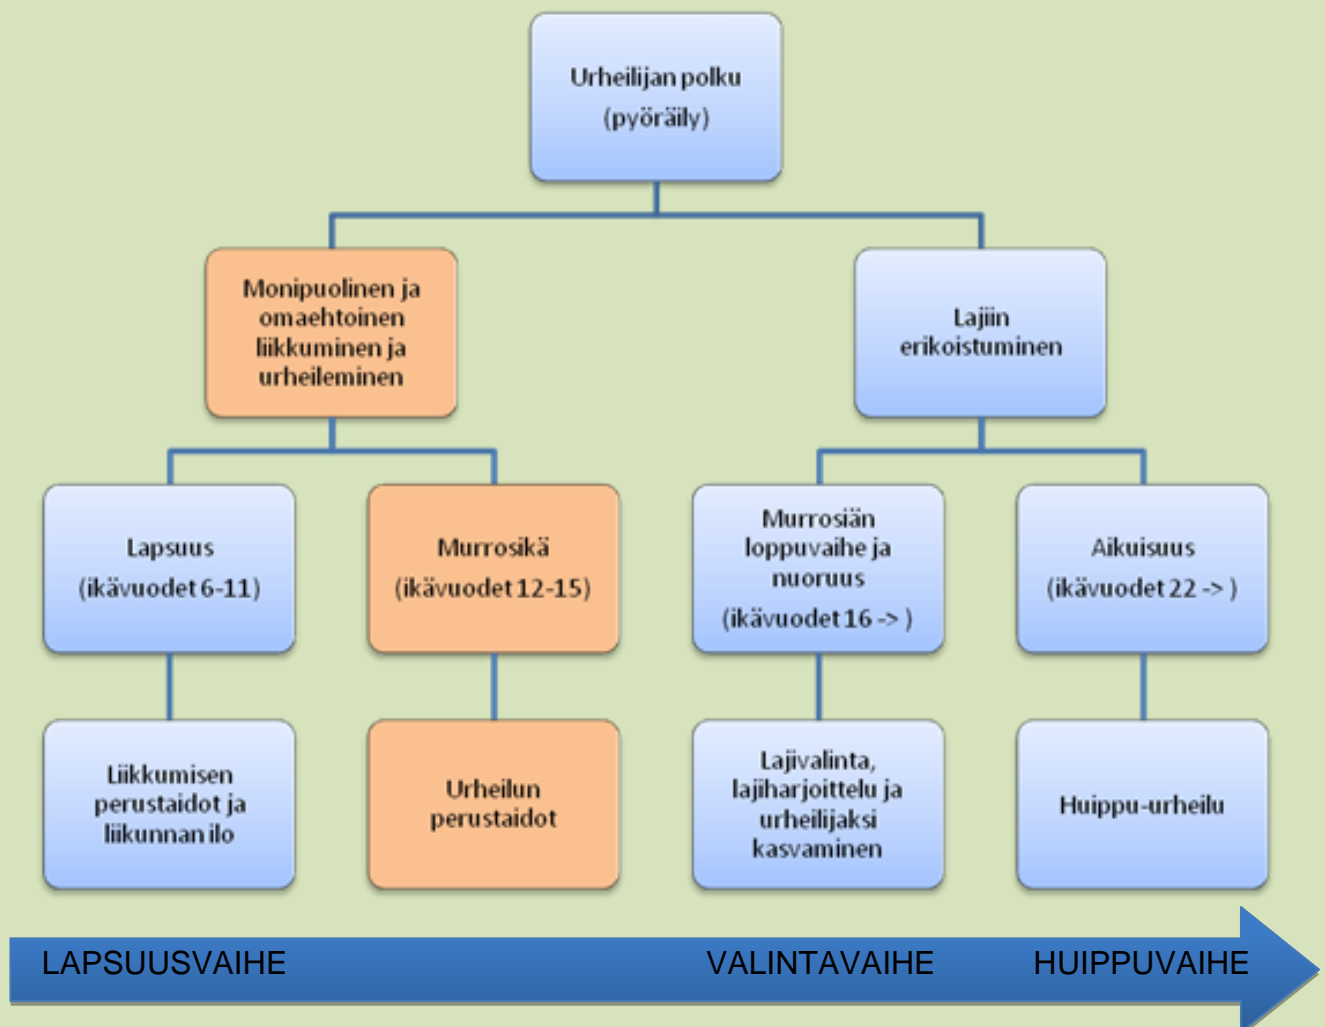 Urheilijan polku
(pyöräily)
Monipuolinen ja
omaehtoinen
liikkuminen ja
urheileminen
Lajiin
erikoistuminen
Lapsuus
(ikävuodet 6-11)
Murrosikä
(ikävuodet 12-15)
Murrosiän
loppuvaihe ja
nuoruus
(ikävuodet 16 -> )
Aikuisuus
(ikävuodet 22 -> )
Liikkumisen
perustaidot ja
liikunnan ilo
Urheilun
perustaidot
Lajivalinta,
lajiharjoittelu ja
urheilijaksi
kasvaminen
Huippu-urheilu
LAPSUUSVAIHE
VALINTAVAIHE
HUIPPUVAIHE